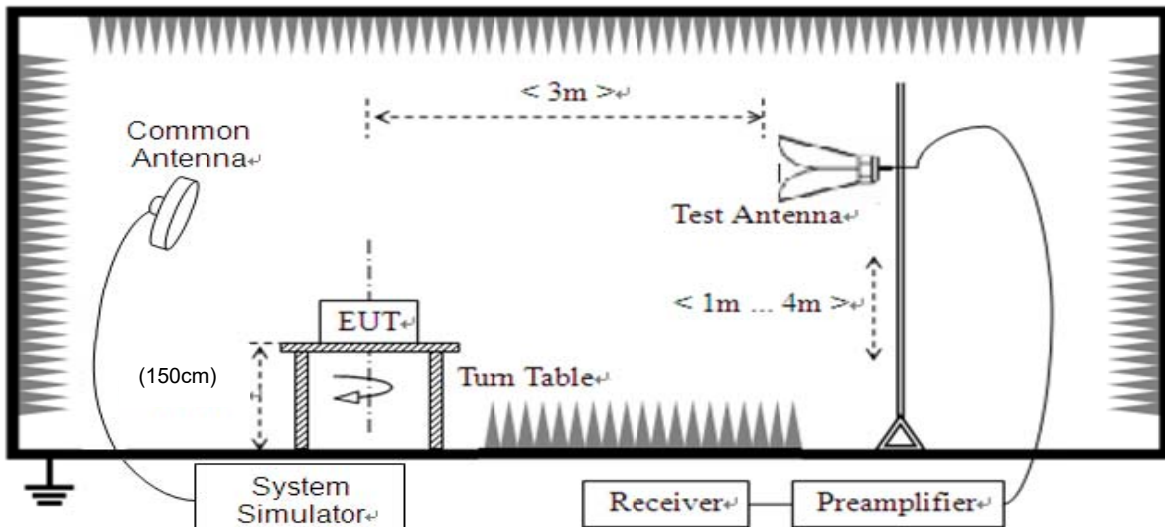 < 3m >↵
Common
Antenna↵
Test Antenna↵
< 1m ... 4m >↵
EUT↵
(150cm)
Turn Table↵
System
Simulator↵
Receiver↵
Preamplifier↵